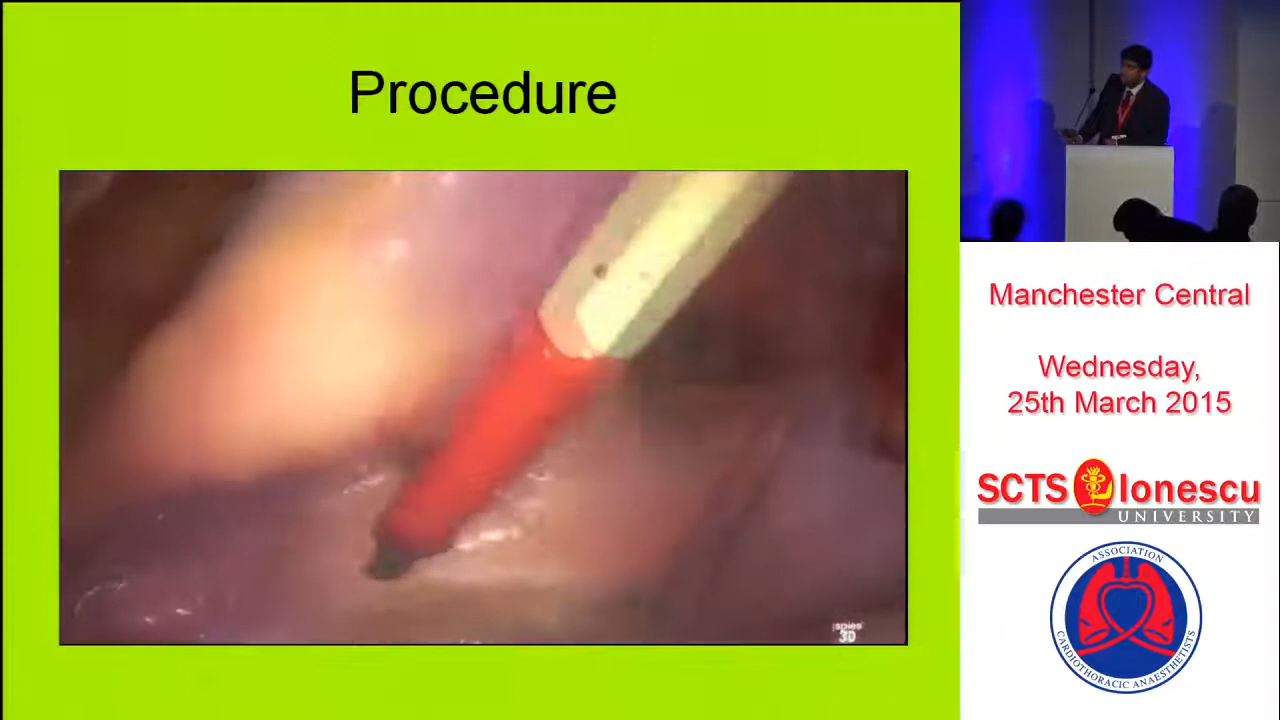 Procedure
spies
3D
Manchester Central
Wednesday,
25th March 2015
SCTS Ionescu
UNIVERSITY
ASSOCIATION
CARDIOTHORACIC ANAESTHETISTS